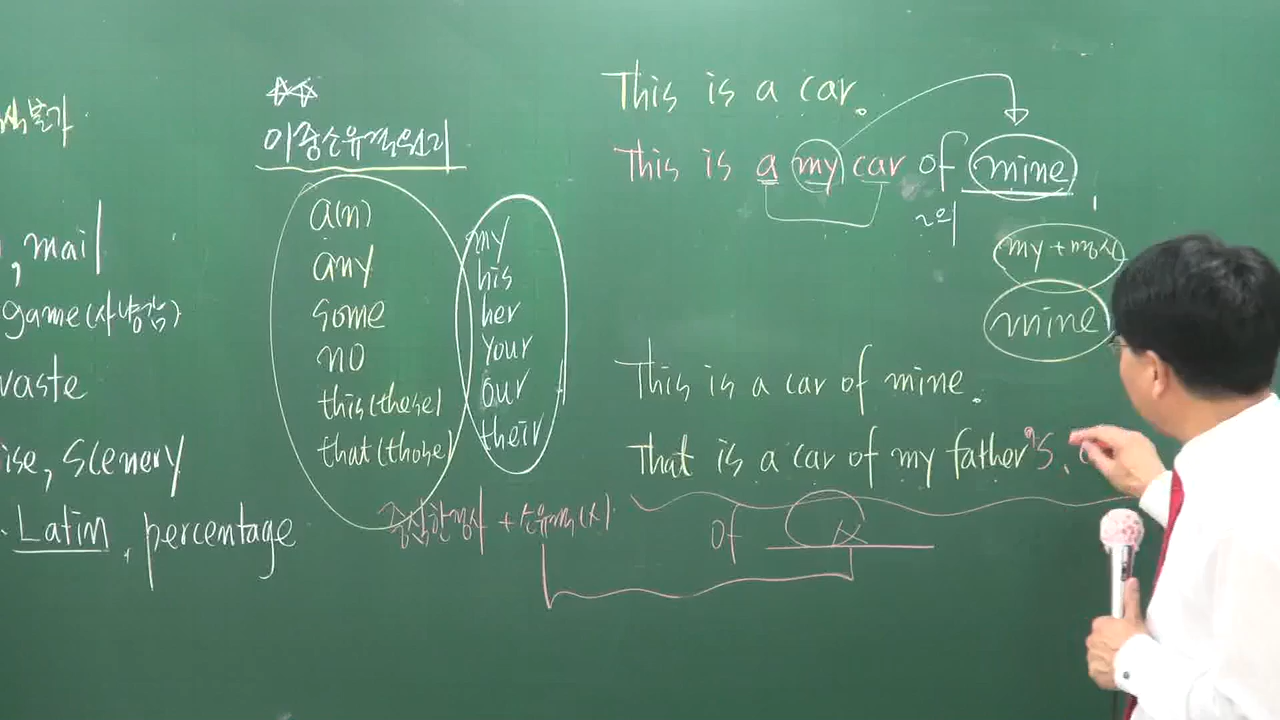 불가
, mail
game(사냥감)
waste
ise, scenery
. Latin, percentage
이중소유격의 원리
a(n)
any
some
no
this(these)
that(those)
my
his
her
your
our
their
+ 소유격(사)
This is a car.
This is a my car of mine
~의
my + 명사
mine
This is a car of mine.
That is a car of my father's.
of